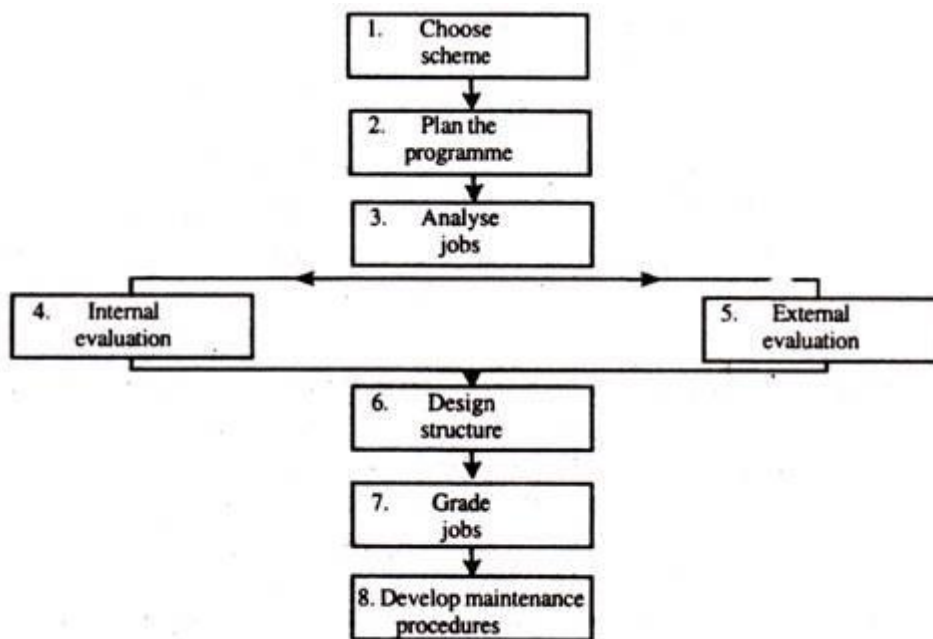 1. Choose
scheme
2. Plan the
programme
3. Analyse
jobs
4. Internal
evaluation
5. External
evaluation
6. Design
structure
7. Grade
jobs
8. Develop maintenance
procedures